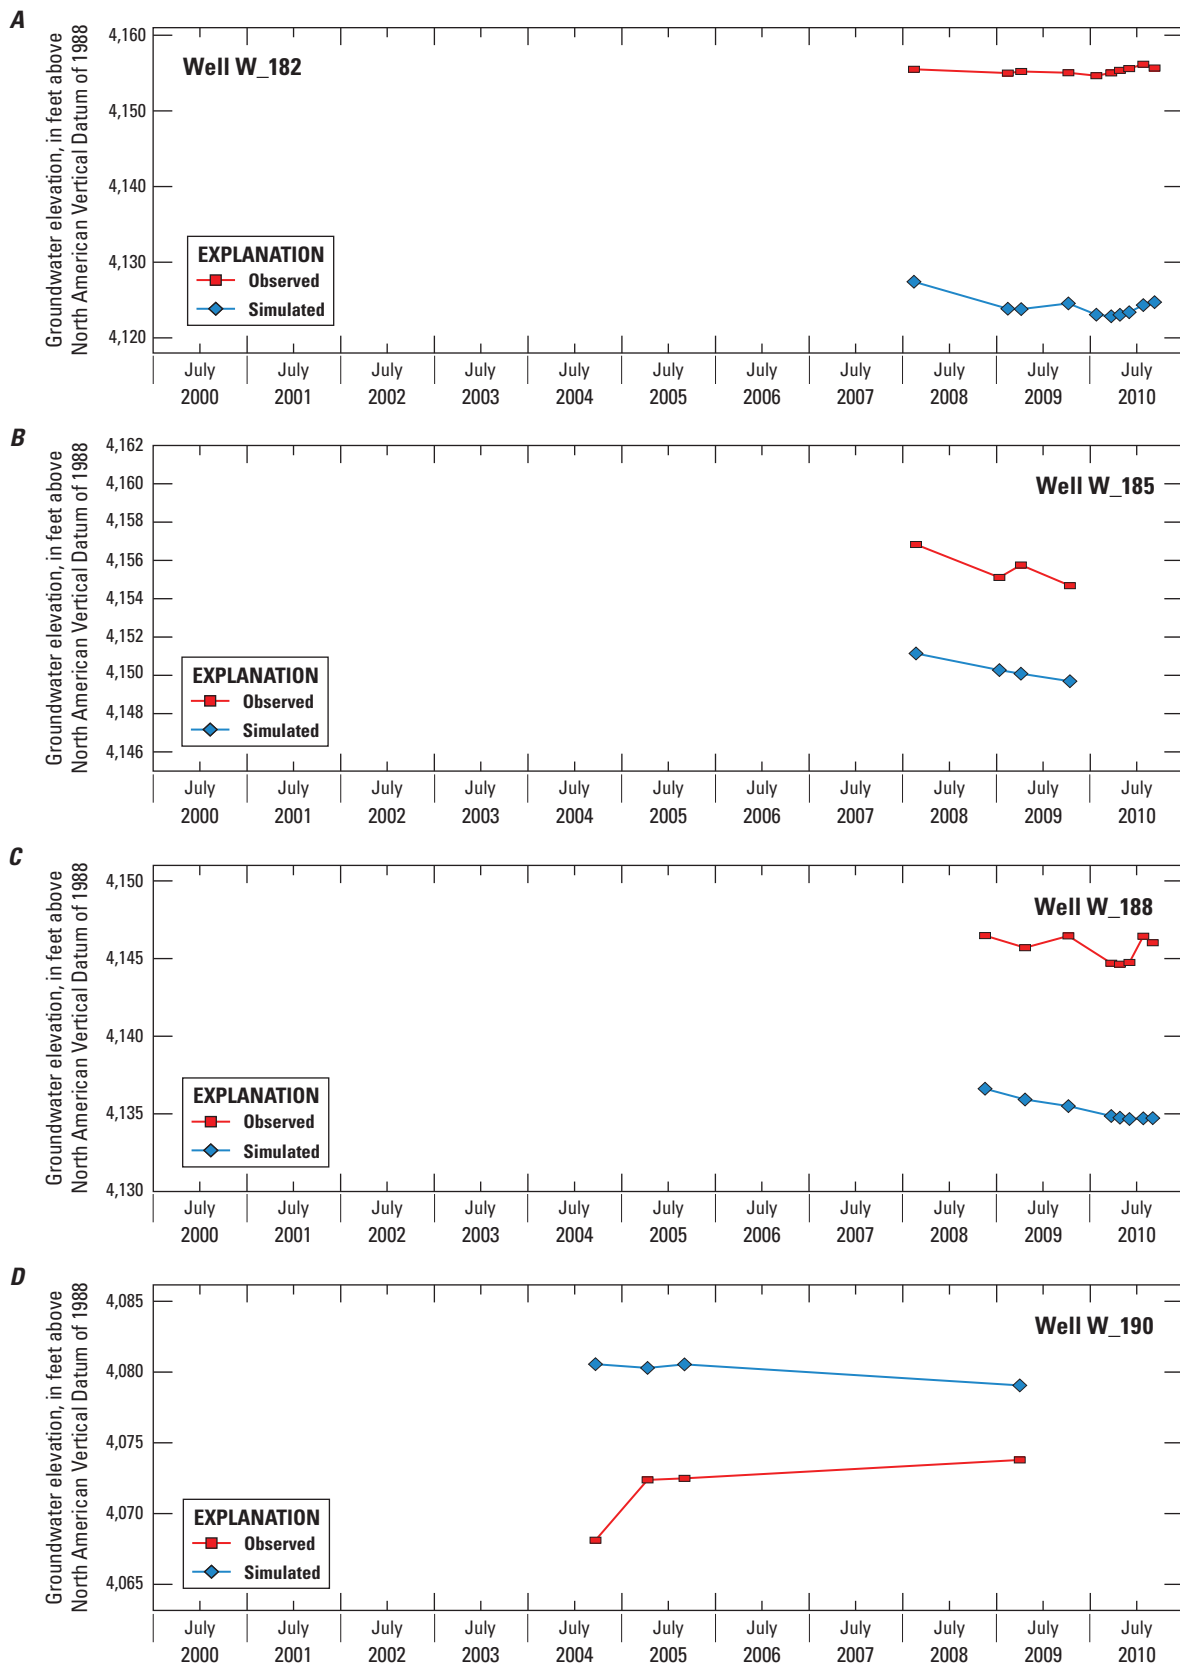 A
Groundwater elevation, in feet above
North American Vertical Datum of 1988
4,160
4,150
4,140
4,130
4,120
Well W_182
EXPLANATION
Observed
Simulated
July July July July July July July July July July July
2000 2001 2002 2003 2004 2005 2006 2007 2008 2009 2010
B
Groundwater elevation, in feet above
North American Vertical Datum of 1988
4,162
4,160
4,158
4,156
4,154
4,152
4,150
4,148
4,146
Well W_185
EXPLANATION
Observed
Simulated
July July July July July July July July July July July
2000 2001 2002 2003 2004 2005 2006 2007 2008 2009 2010
C
Groundwater elevation, in feet above
North American Vertical Datum of 1988
4,150
4,145
4,140
4,135
4,130
Well W_188
EXPLANATION
Observed
Simulated
July July July July July July July July July July July
2000 2001 2002 2003 2004 2005 2006 2007 2008 2009 2010
D
Groundwater elevation, in feet above
North American Vertical Datum of 1988
4,085
4,080
4,075
4,070
4,065
Well W_190
EXPLANATION
Observed
Simulated
July July July July July July July July July July July
2000 2001 2002 2003 2004 2005 2006 2007 2008 2009 2010